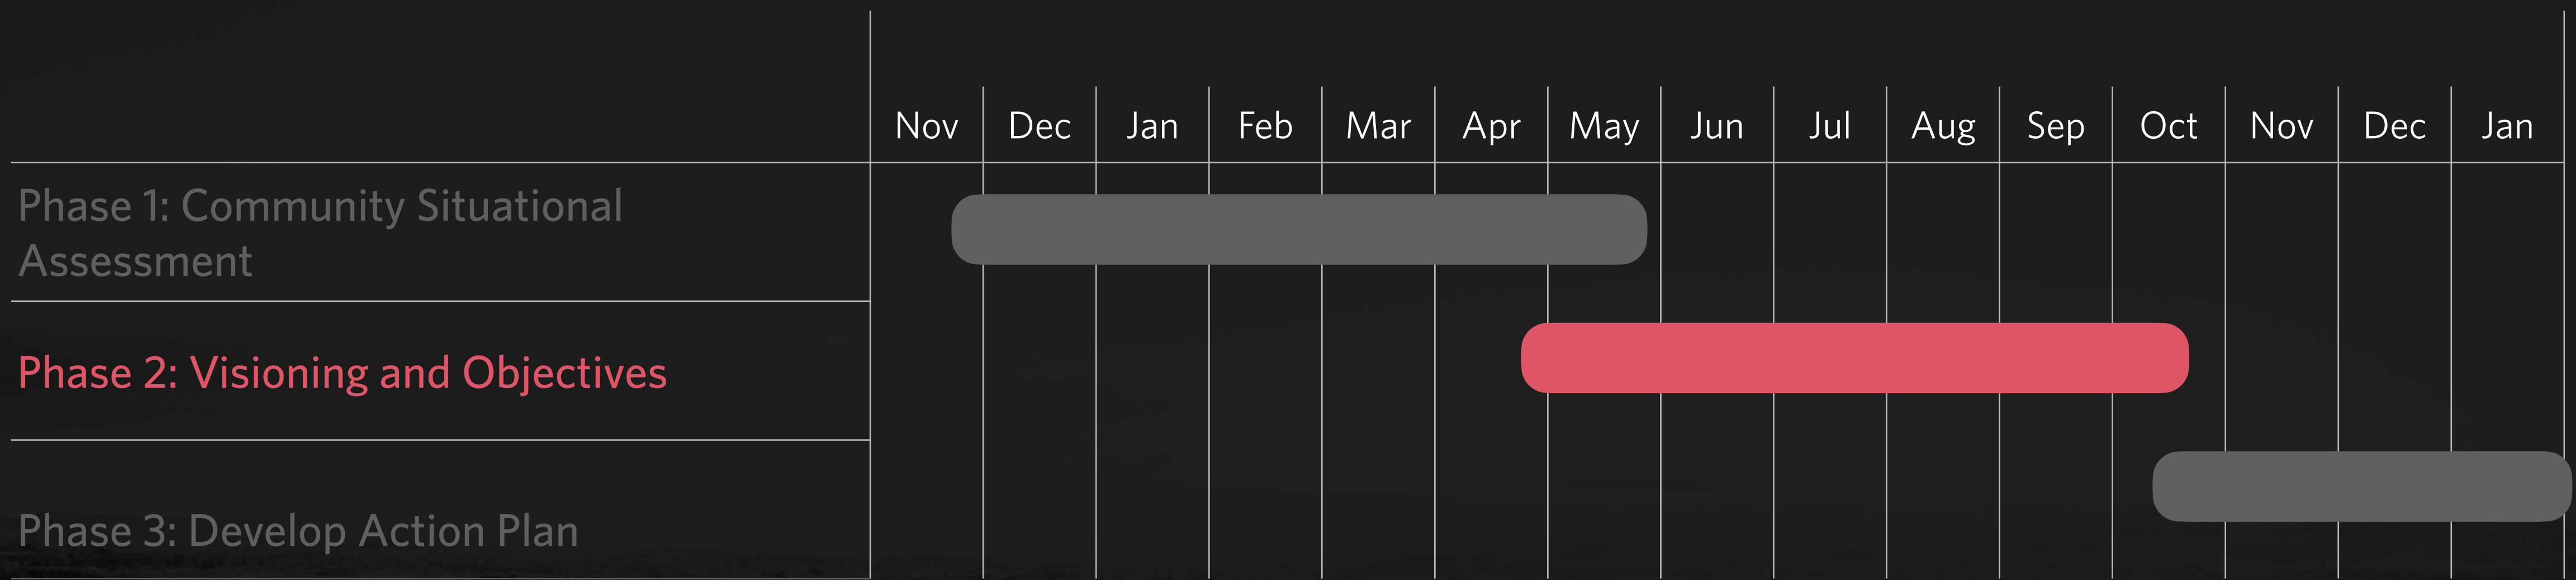 Nov Dec Jan Feb Mar Apr May Jun Jul Aug Sep Oct Nov Dec Jan
Phase 1: Community Situational
Assessment
Phase 2: Visioning and Objectives
Phase 3: Develop Action Plan